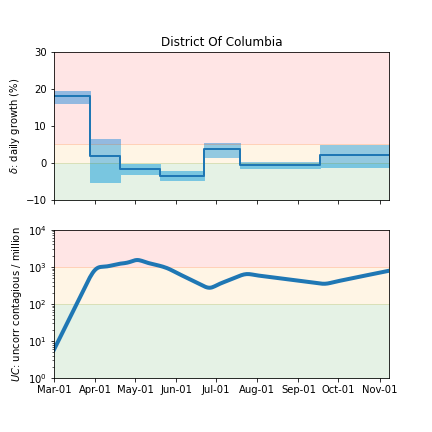 District Of Columbia
δ: daily growth (%)
30
20
10
0
−10
UC: uncorr contagious / million
10⁴
10³
10²
10¹
10⁰
Mar-01 Apr-01 May-01 Jun-01 Jul-01 Aug-01 Sep-01 Oct-01 Nov-01